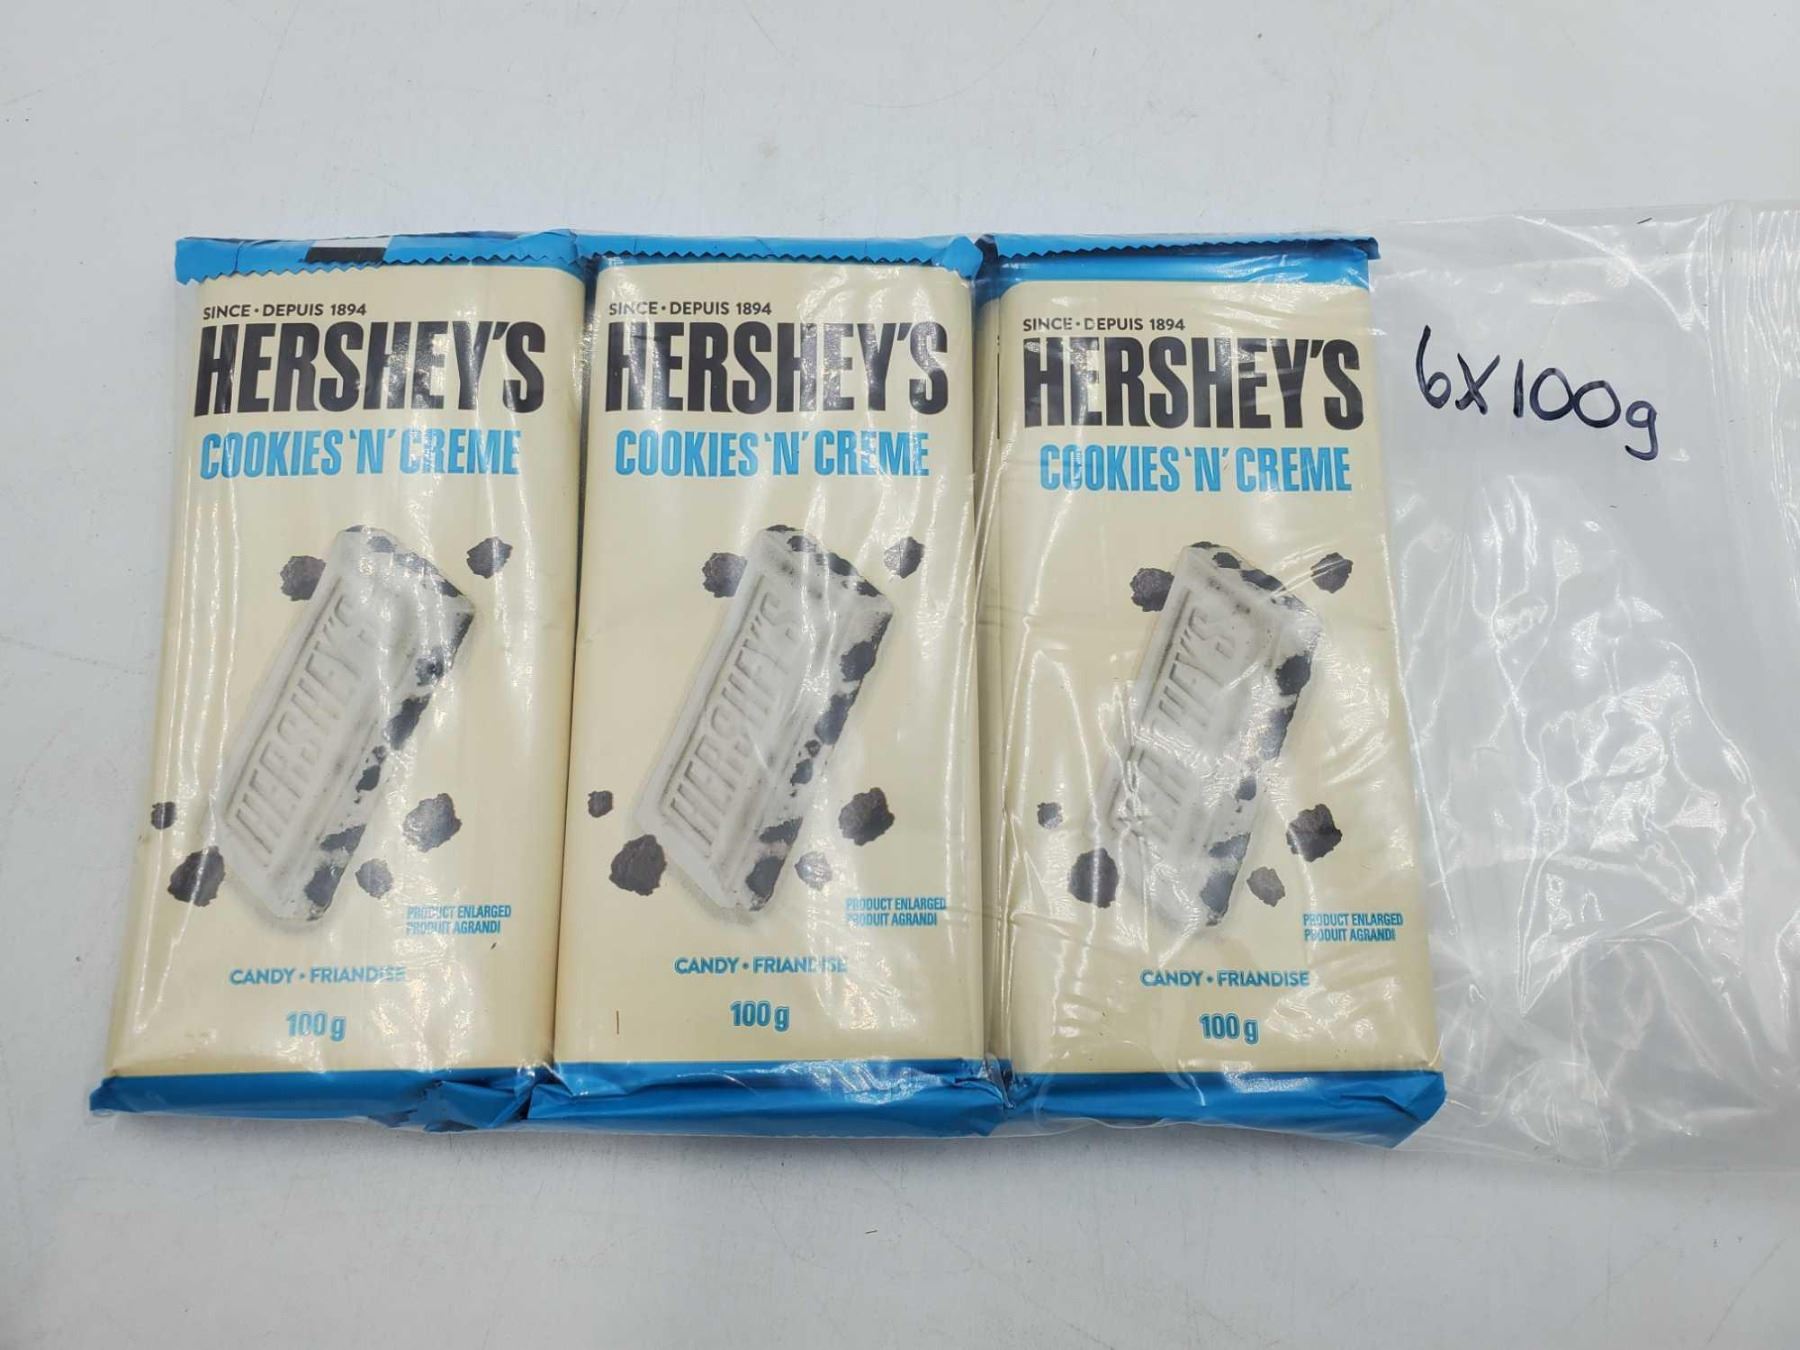 SINCE • DEPUIS 1894
HERSHEY'S
COOKIES 'N' CREME
HERSHEY'S
PRODUCT ENLARGED
PRODUIT AGRANDI
CANDY • FRIANDISE
100 g
SINCE • DEPUIS 1894
HERSHEY'S
COOKIES 'N' CREME
HERSHEY'S
PRODUCT ENLARGED
PRODUIT AGRANDI
CANDY • FRIANDISE
100 g
SINCE • DEPUIS 1894
HERSHEY'S
COOKIES 'N' CREME
HERSHEY'S
PRODUCT ENLARGED
PRODUIT AGRANDI
CANDY • FRIANDISE
100 g
6x100g